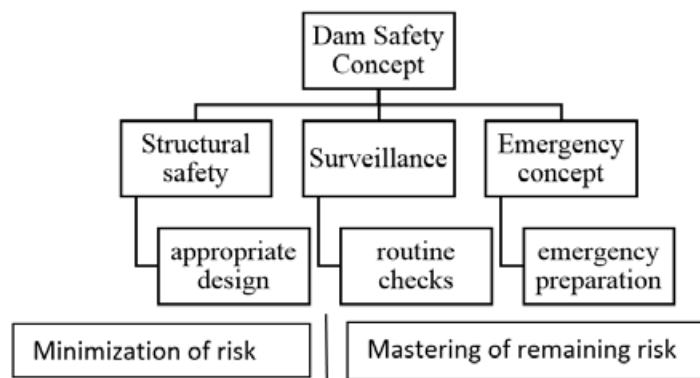 Dam Safety
Concept
Structural
safety
Surveillance
Emergency
concept
appropriate
design
routine
checks
emergency
preparation
Minimization of risk
Mastering of remaining risk